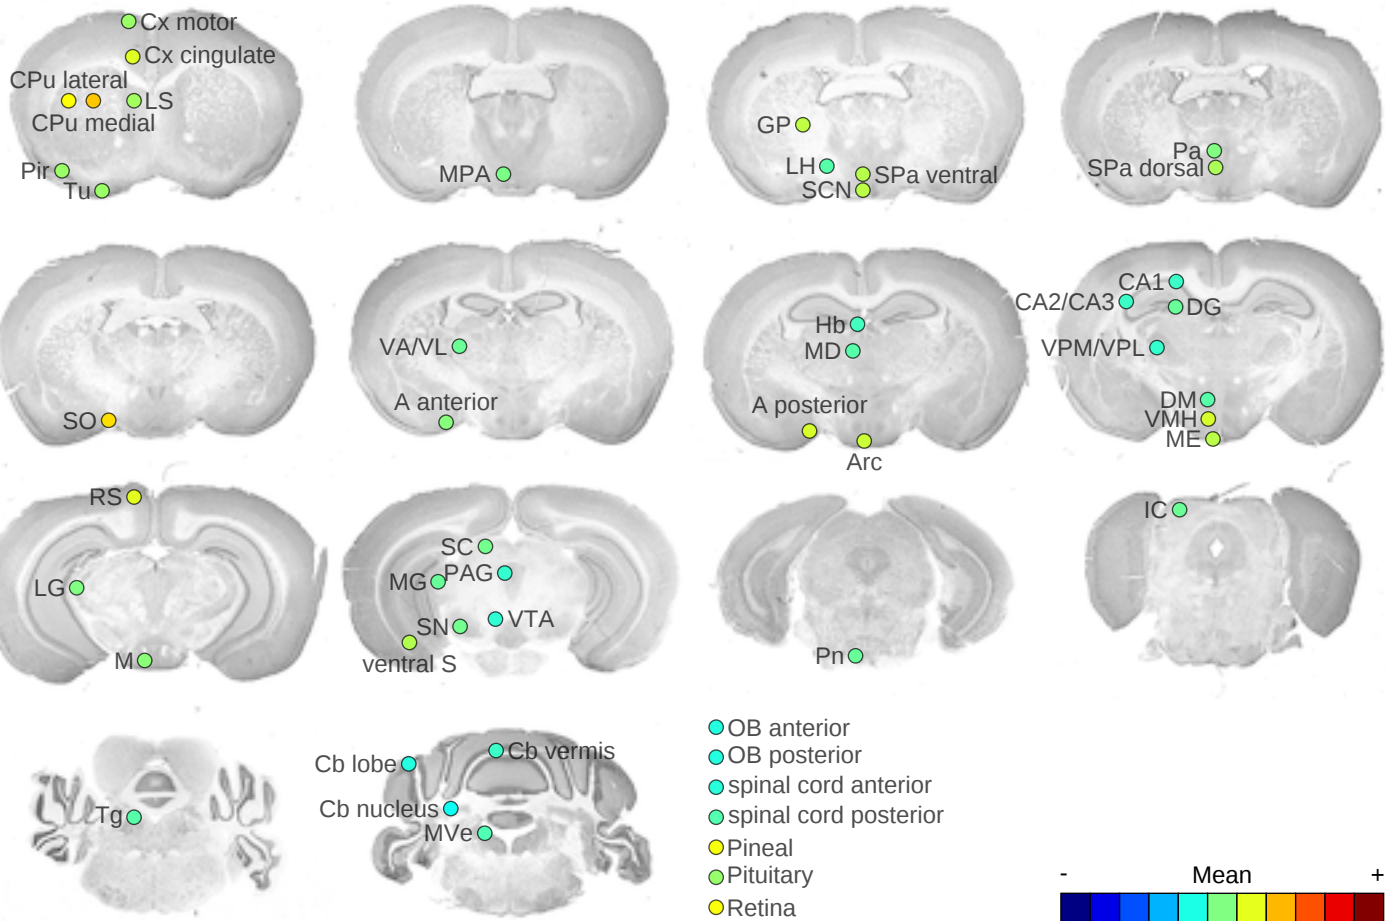 Cx motor
Cx cingulate
CPu lateral
LS
CPu medial
Pir
Tu
MPA
GP
LH
SPa ventral
SCN
Pa
SPa dorsal
SO
VA/VL
A anterior
Hb
MD
A posterior
Arc
CA1
CA2/CA3
DG
VPM/VPL
DM
VMH
ME
RS
LG
M
SC
MG
PAG
SN
VTA
ventral S
Pn
IC
Tg
Cb lobe
Cb vermis
Cb nucleus
MVe
OB anterior
OB posterior
spinal cord anterior
spinal cord posterior
Pineal
Pituitary
Retina
- Mean +